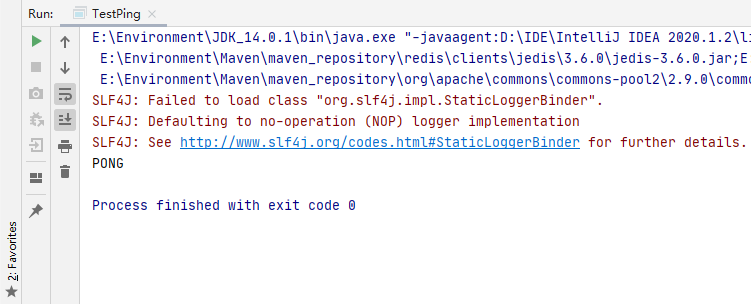 Run: TestPing ×
E:\Environment\JDK_14.0.1\bin\java.exe "-javaagent:D:\IDE\IntelliJ IDEA 2020.1.2\li
E:\Environment\Maven\maven_repository\redis\clients\jedis\3.6.0\jedis-3.6.0.jar;E
E:\Environment\Maven\maven_repository\org\apache\commons\commons-pool2\2.9.0\commo
SLF4J: Failed to load class "org.slf4j.impl.StaticLoggerBinder".
SLF4J: Defaulting to no-operation (NOP) logger implementation
SLF4J: See http://www.slf4j.org/codes.html#StaticLoggerBinder for further details.
PONG
Process finished with exit code 0
2: Favorites